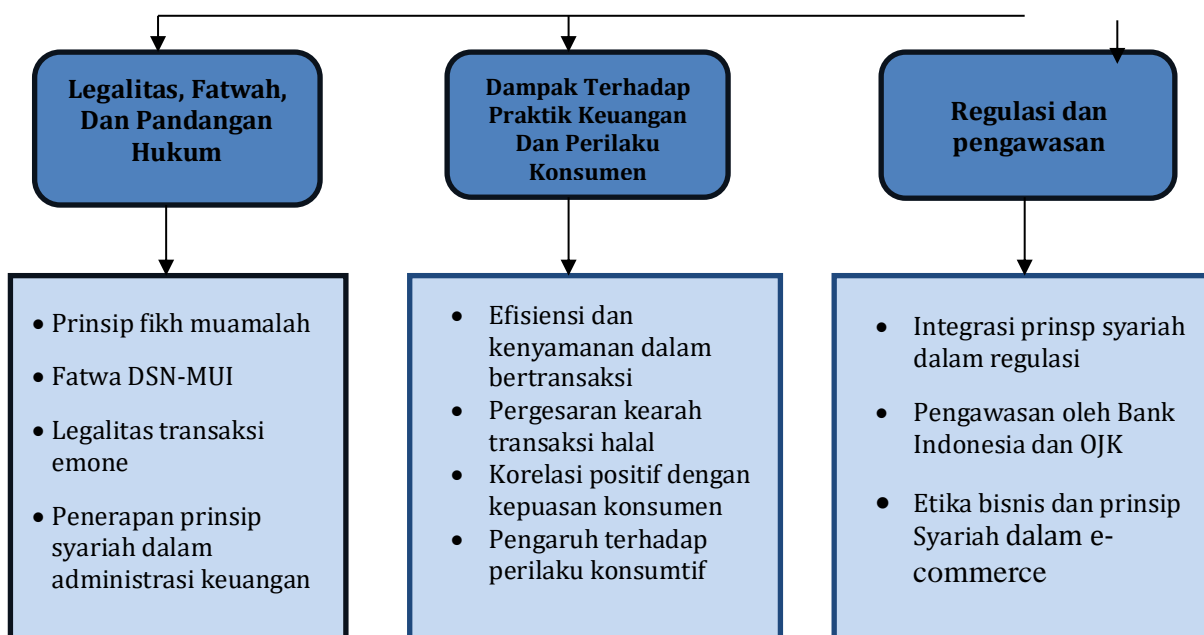 Legalitas, Fatwah,
Dan Pandangan
Hukum
• Prinsip fikh muamalah
• Fatwa DSN-MUI
• Legalitas transaksi
emone
• Penerapan prinsip
syariah dalam
administrasi keuangan
Dampak Terhadap
Praktik Keuangan
Dan Perilaku
Konsumen
• Efisiensi dan
kenyamanan dalam
bertransaksi
• Pergesaran kearah
transaksi halal
• Korelasi positif dengan
kepuasan konsumen
• Pengaruh terhadap
perilaku konsumtif
Regulasi dan
pengawasan
• Integrasi prinsp syariah
dalam regulasi
• Pengawasan oleh Bank
Indonesia dan OJK
• Etika bisnis dan prinsip
Syariah dalam e-
commerce